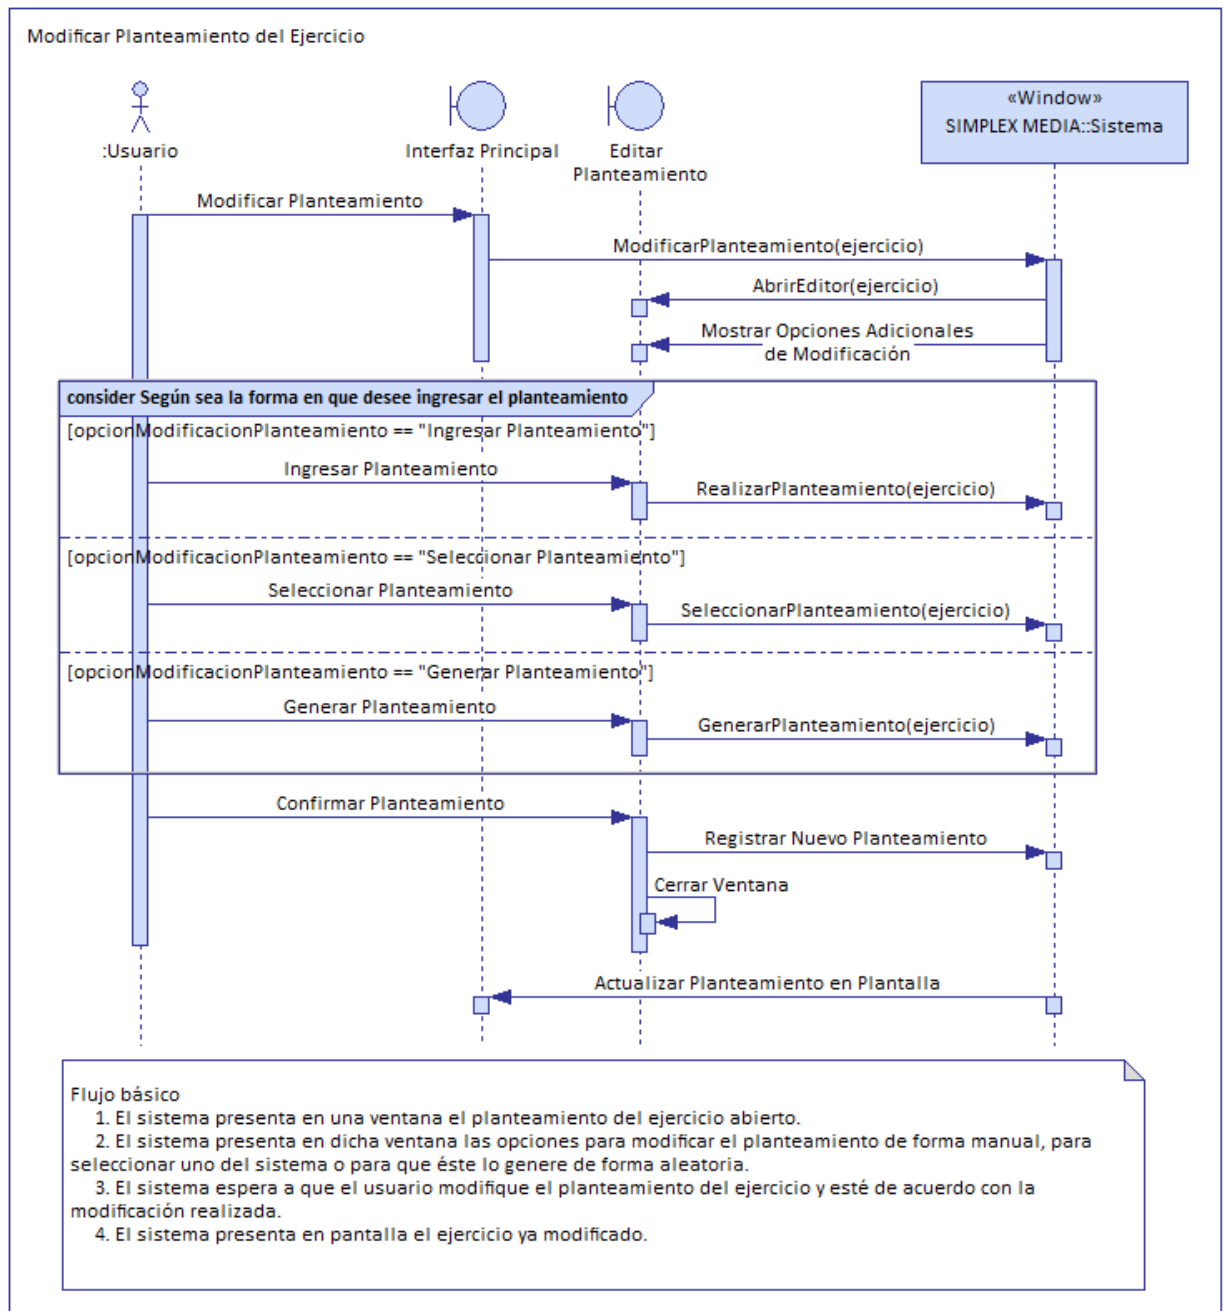 Modificar Planteamiento del Ejercicio
«Window»
SIMPLEX MEDIA::Sistema
:Usuario
Interfaz Principal
Editar
Planteamiento
Modificar Planteamiento
ModificarPlanteamiento(ejercicio)
AbrirEditor(ejercicio)
Mostrar Opciones Adicionales
de Modificación
consider Según sea la forma en que desee ingresar el planteamiento
[opcionModificacionPlanteamiento == "Ingresar Planteamiento"]
Ingresar Planteamiento
RealizarPlanteamiento(ejercicio)
[opcionModificacionPlanteamiento == "Seleccionar Planteamiento"]
Seleccionar Planteamiento
SeleccionarPlanteamiento(ejercicio)
[opcionModificacionPlanteamiento == "Generar Planteamiento"]
Generar Planteamiento
GenerarPlanteamiento(ejercicio)
Confirmar Planteamiento
Registrar Nuevo Planteamiento
Cerrar Ventana
Actualizar Planteamiento en Plantalla
Flujo básico
1. El sistema presenta en una ventana el planteamiento del ejercicio abierto.
2. El sistema presenta en dicha ventana las opciones para modificar el planteamiento de forma manual, para
seleccionar uno del sistema o para que éste lo genere de forma aleatoria.
3. El sistema espera a que el usuario modifique el planteamiento del ejercicio y esté de acuerdo con la
modificación realizada.
4. El sistema presenta en pantalla el ejercicio ya modificado.